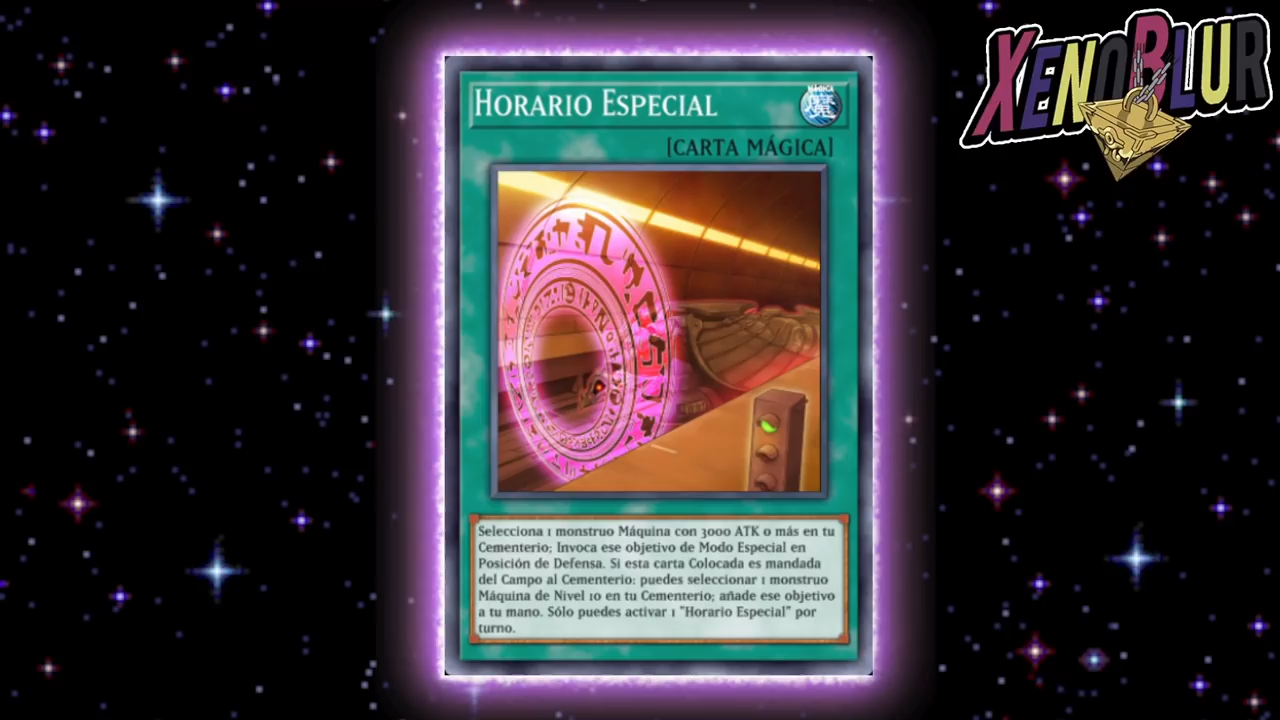 XENOBLUR
HORARIO ESPECIAL
MÁGICA
[CARTA MÁGICA]
Selecciona 1 monstruo Máquina con 3000 ATK o más en tu
Cementerio; Invoca ese objetivo de Modo Especial en
Posición de Defensa. Si esta carta Colocada es mandada
del Campo al Cementerio: puedes seleccionar 1 monstruo
Máquina de Nivel 10 en tu Cementerio; añade ese objetivo
a tu mano. Sólo puedes activar 1 "Horario Especial" por
turno.